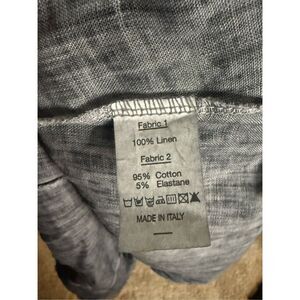 Fabric 1
100% Linen
Fabric 2
95% Cotton
5% Elastane
MADE IN ITALY